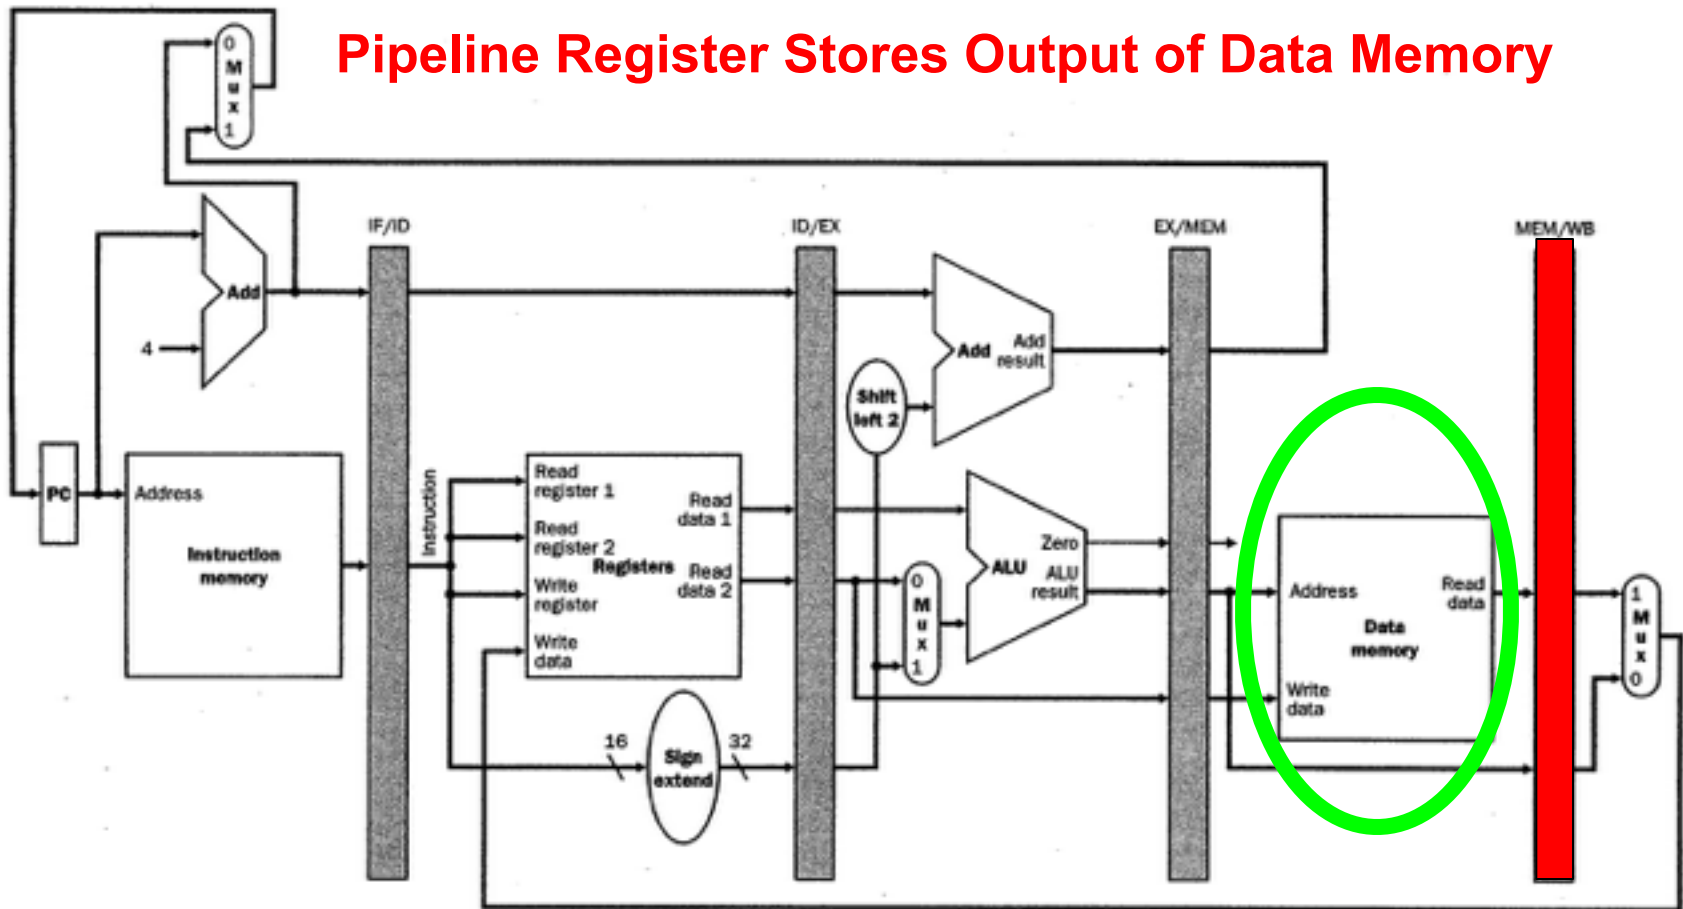 Pipeline Register Stores Output of Data Memory
0
M
u
x
1
IF/ID
ID/EX
EX/MEM
MEM/WB
Add
4
Add
Add
result
Shift
left 2
PC
Address
Instruction
memory
Instruction
Read
register 1
Read
register 2
Write
register
Write
data
Registers
Read
data 1
Read
data 2
0
M
u
x
1
Zero
ALU
ALU
result
Address
Read
data
Data
memory
Write
data
1
M
u
x
0
16
Sign
extend
32